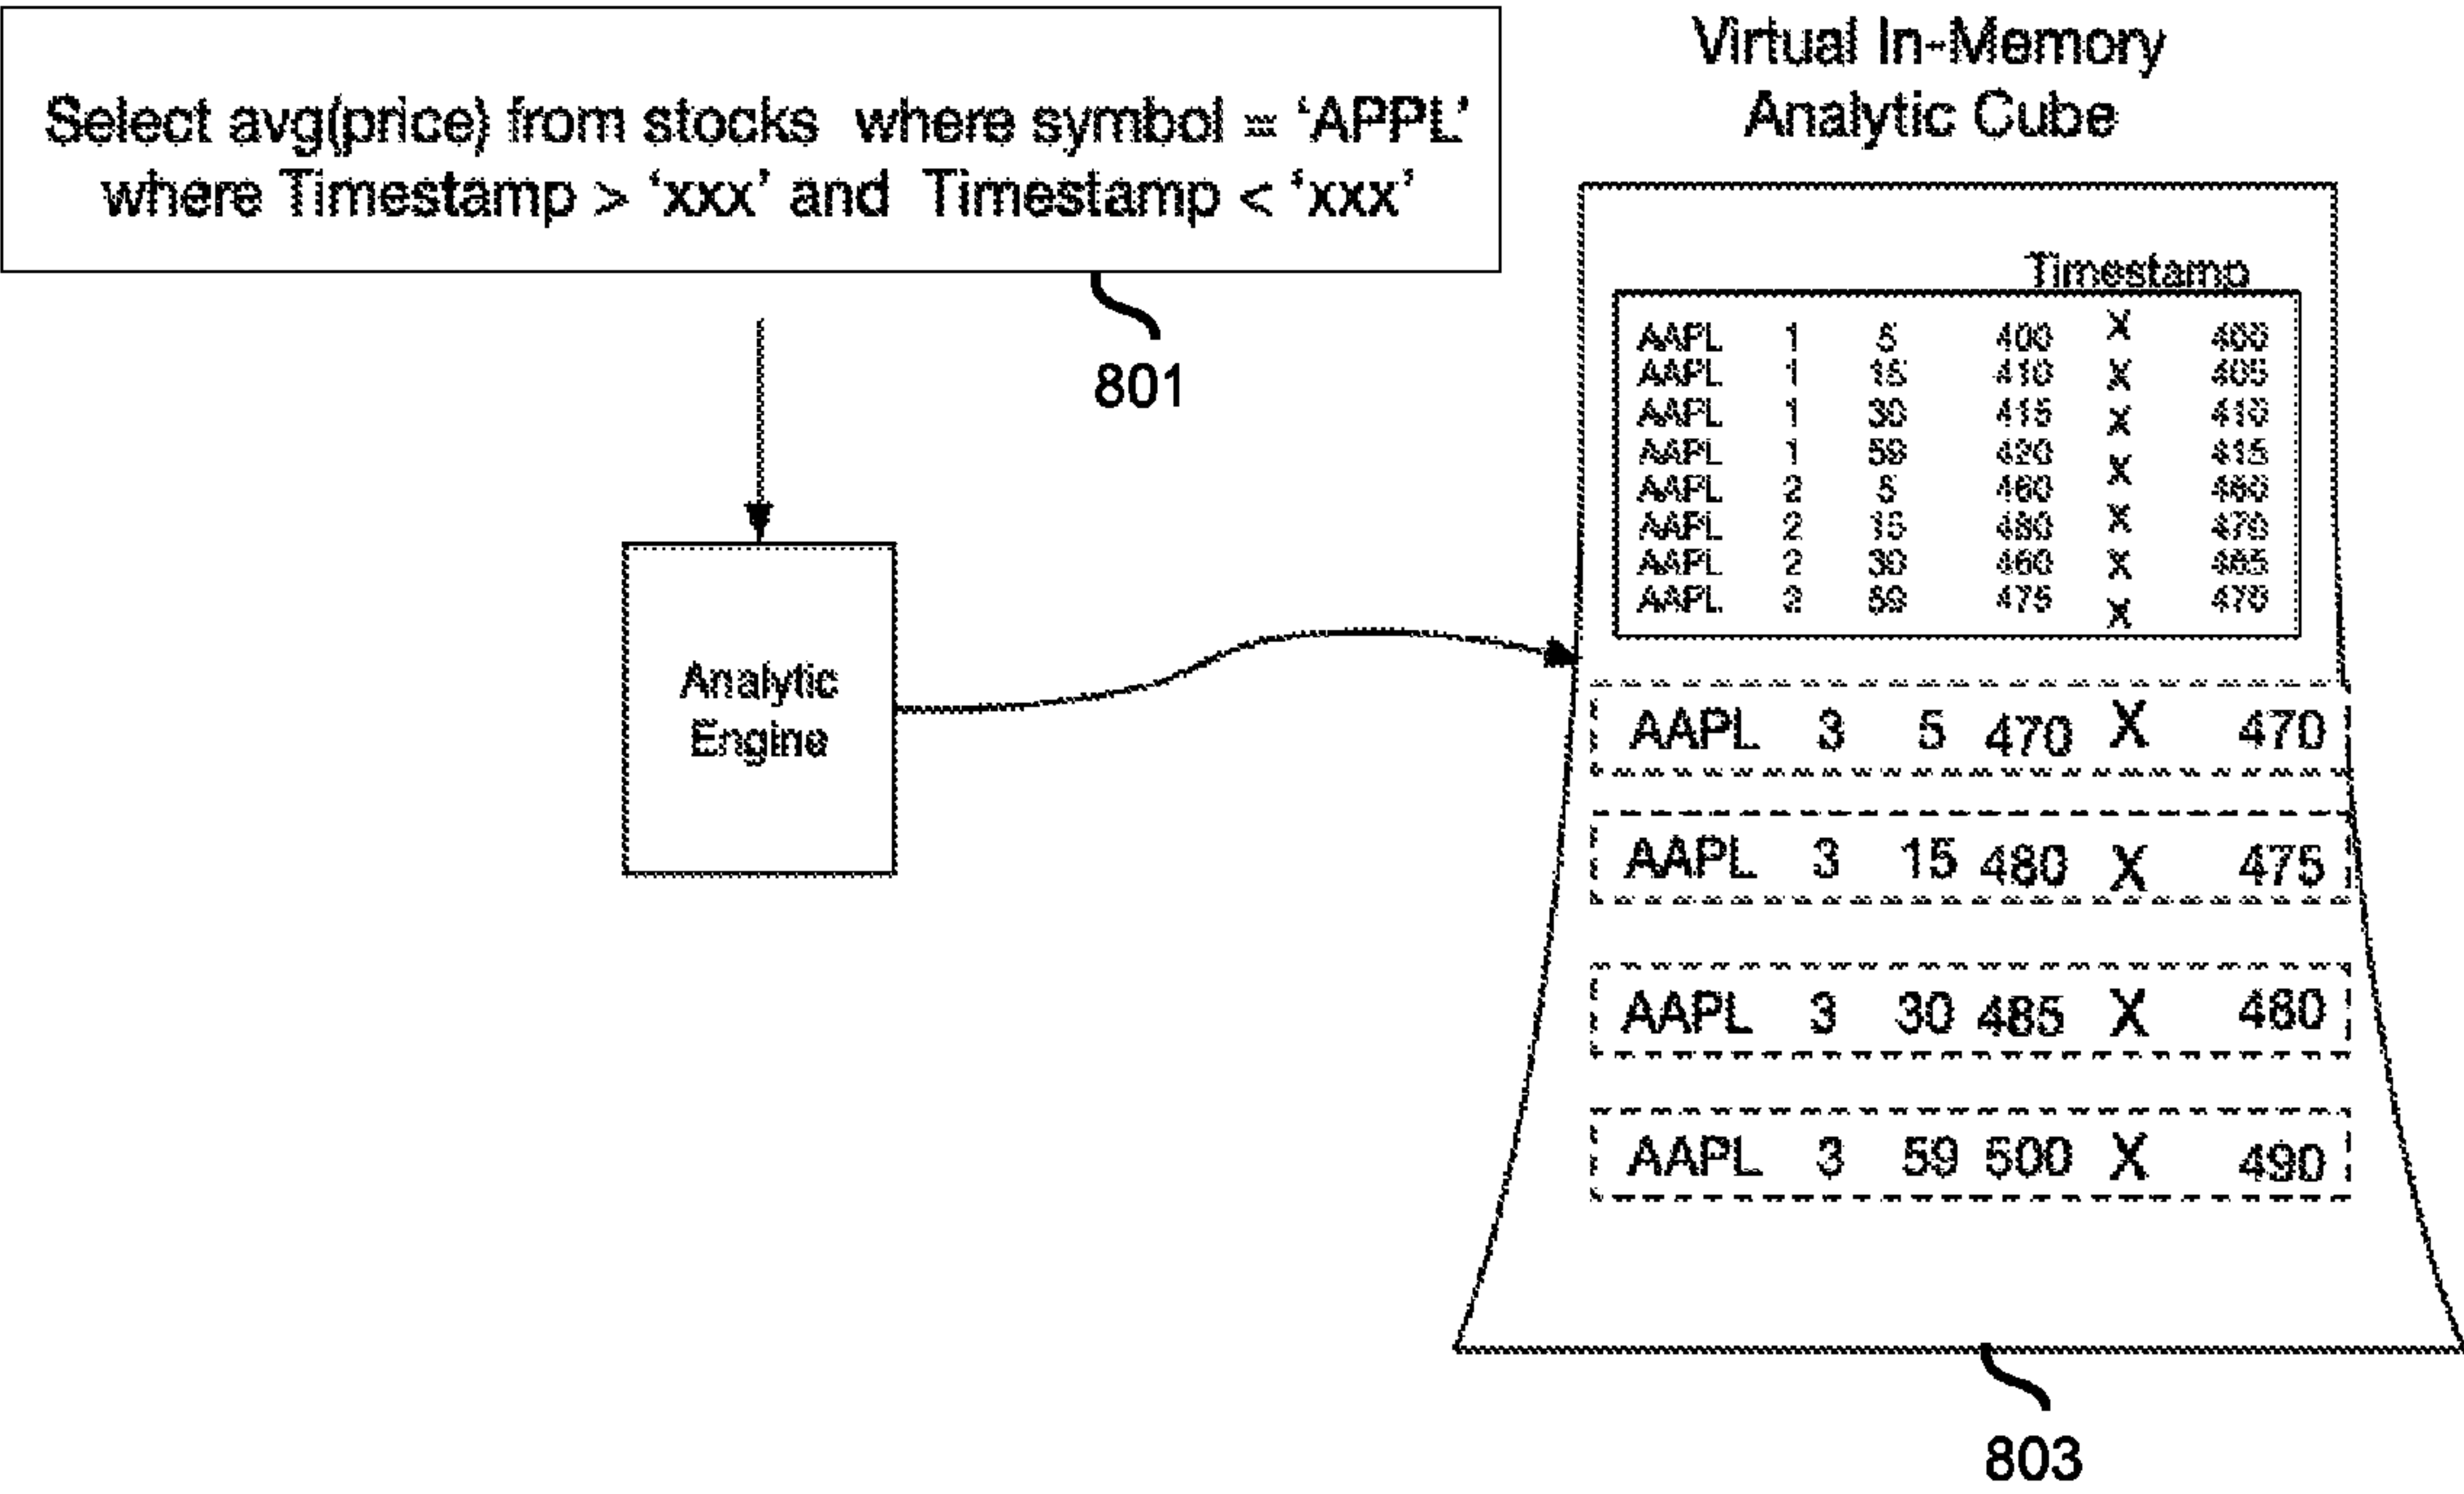 Select avg(price) from stocks where symbol = ‘APPL’
where Timestamp > ‘xxx’ and Timestamp < ‘xxx’
801
Analytic
Engine
Virtual In-Memory
Analytic Cube
Timestamp
AAPL 1 5 400 X 400
AAPL 1 15 410 X 405
AAPL 1 30 415 X 410
AAPL 1 59 420 X 415
AAPL 2 5 460 X 460
AAPL 2 15 480 X 470
AAPL 2 30 460 X 465
AAPL 2 59 475 X 470
AAPL 3 5 470 X 470
AAPL 3 15 480 X 475
AAPL 3 30 485 X 480
AAPL 3 59 500 X 490
803